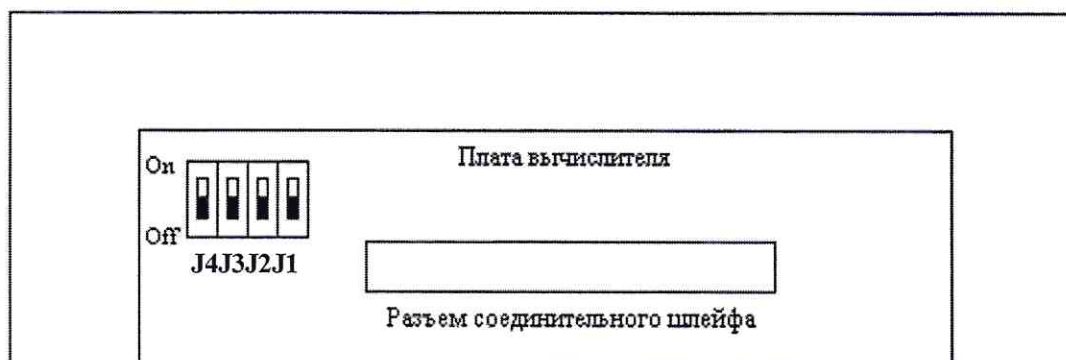 Плата вычислителя
On
Off
J4J3J2J1
Разъем соединительного шлейфа